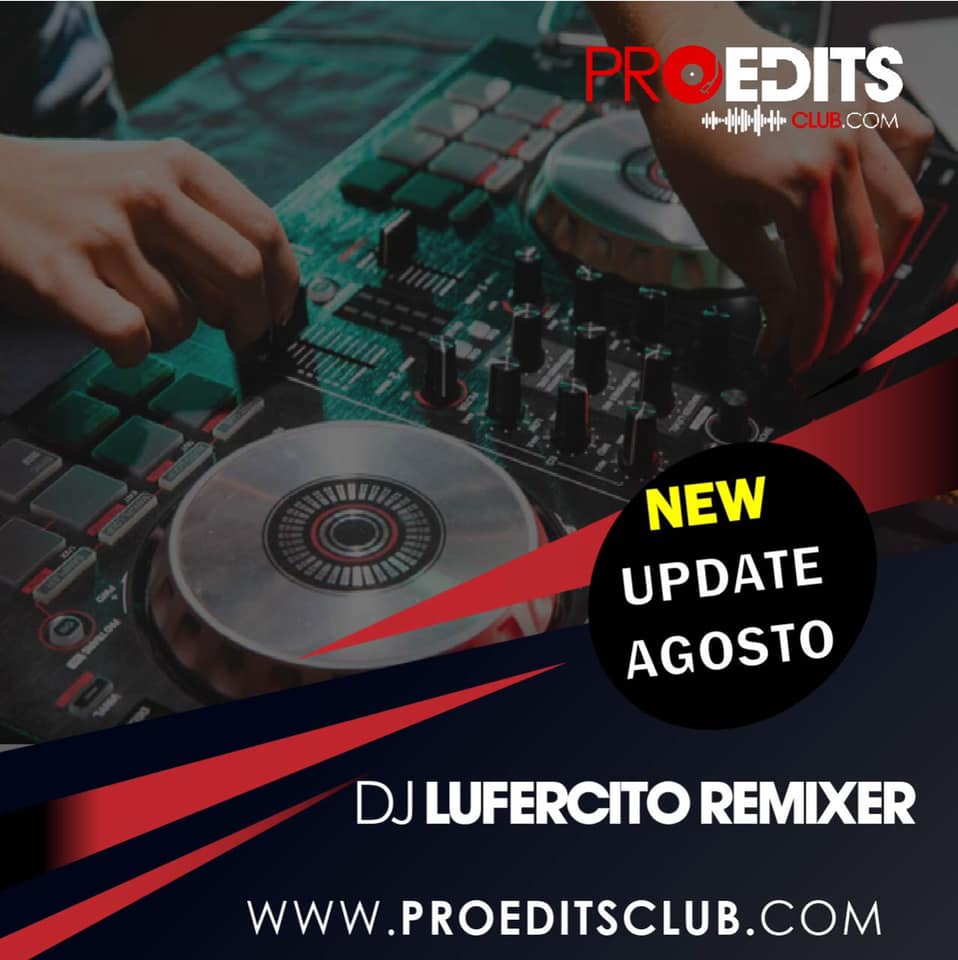 PROEDITS
CLUB.COM
NEW
UPDATE
AGOSTO
DJ LUFERCITO REMIXER
WWW.PROEDITSCLUB.COM